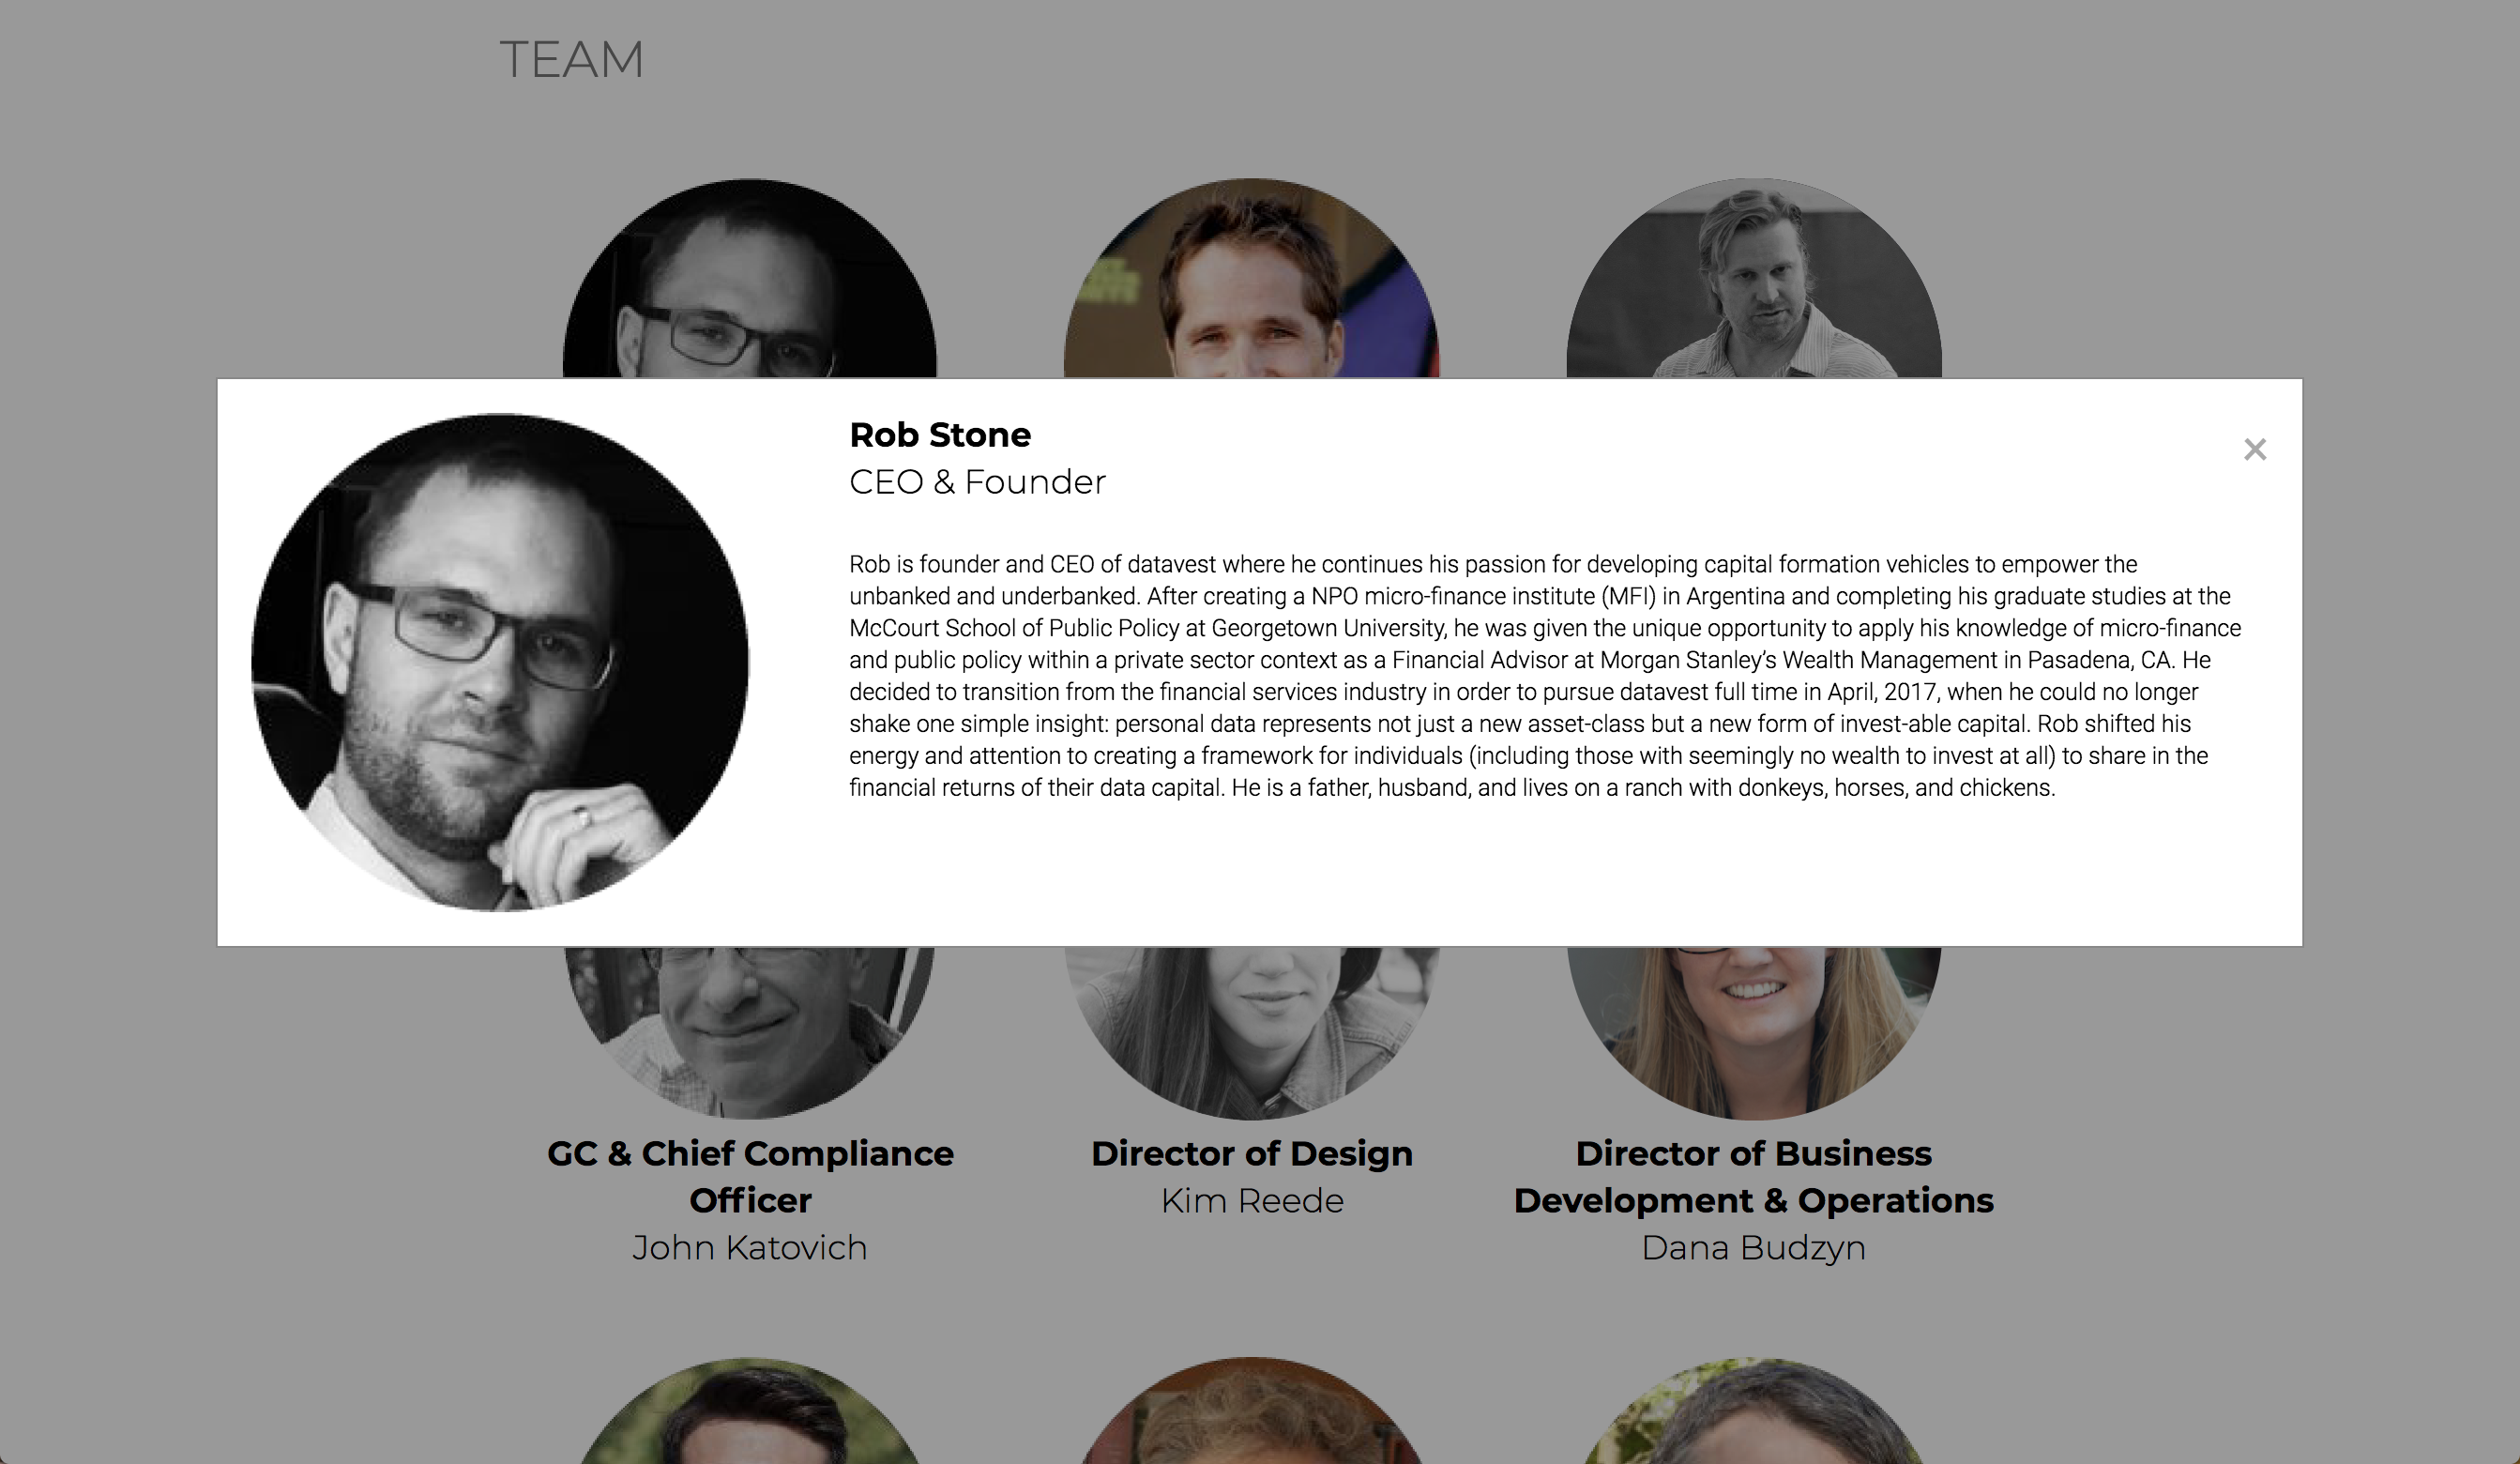 TEAM
Rob Stone
CEO & Founder
×
Rob is founder and CEO of datavest where he continues his passion for developing capital formation vehicles to empower the
unbanked and underbanked. After creating a NPO micro-finance institute (MFI) in Argentina and completing his graduate studies at the
McCourt School of Public Policy at Georgetown University, he was given the unique opportunity to apply his knowledge of micro-finance
and public policy within a private sector context as a Financial Advisor at Morgan Stanley’s Wealth Management in Pasadena, CA. He
decided to transition from the financial services industry in order to pursue datavest full time in April, 2017, when he could no longer
shake one simple insight: personal data represents not just a new asset-class but a new form of invest-able capital. Rob shifted his
energy and attention to creating a framework for individuals (including those with seemingly no wealth to invest at all) to share in the
financial returns of their data capital. He is a father, husband, and lives on a ranch with donkeys, horses, and chickens.
GC & Chief Compliance
Officer
John Katovich
Director of Design
Kim Reede
Director of Business
Development & Operations
Dana Budzyn